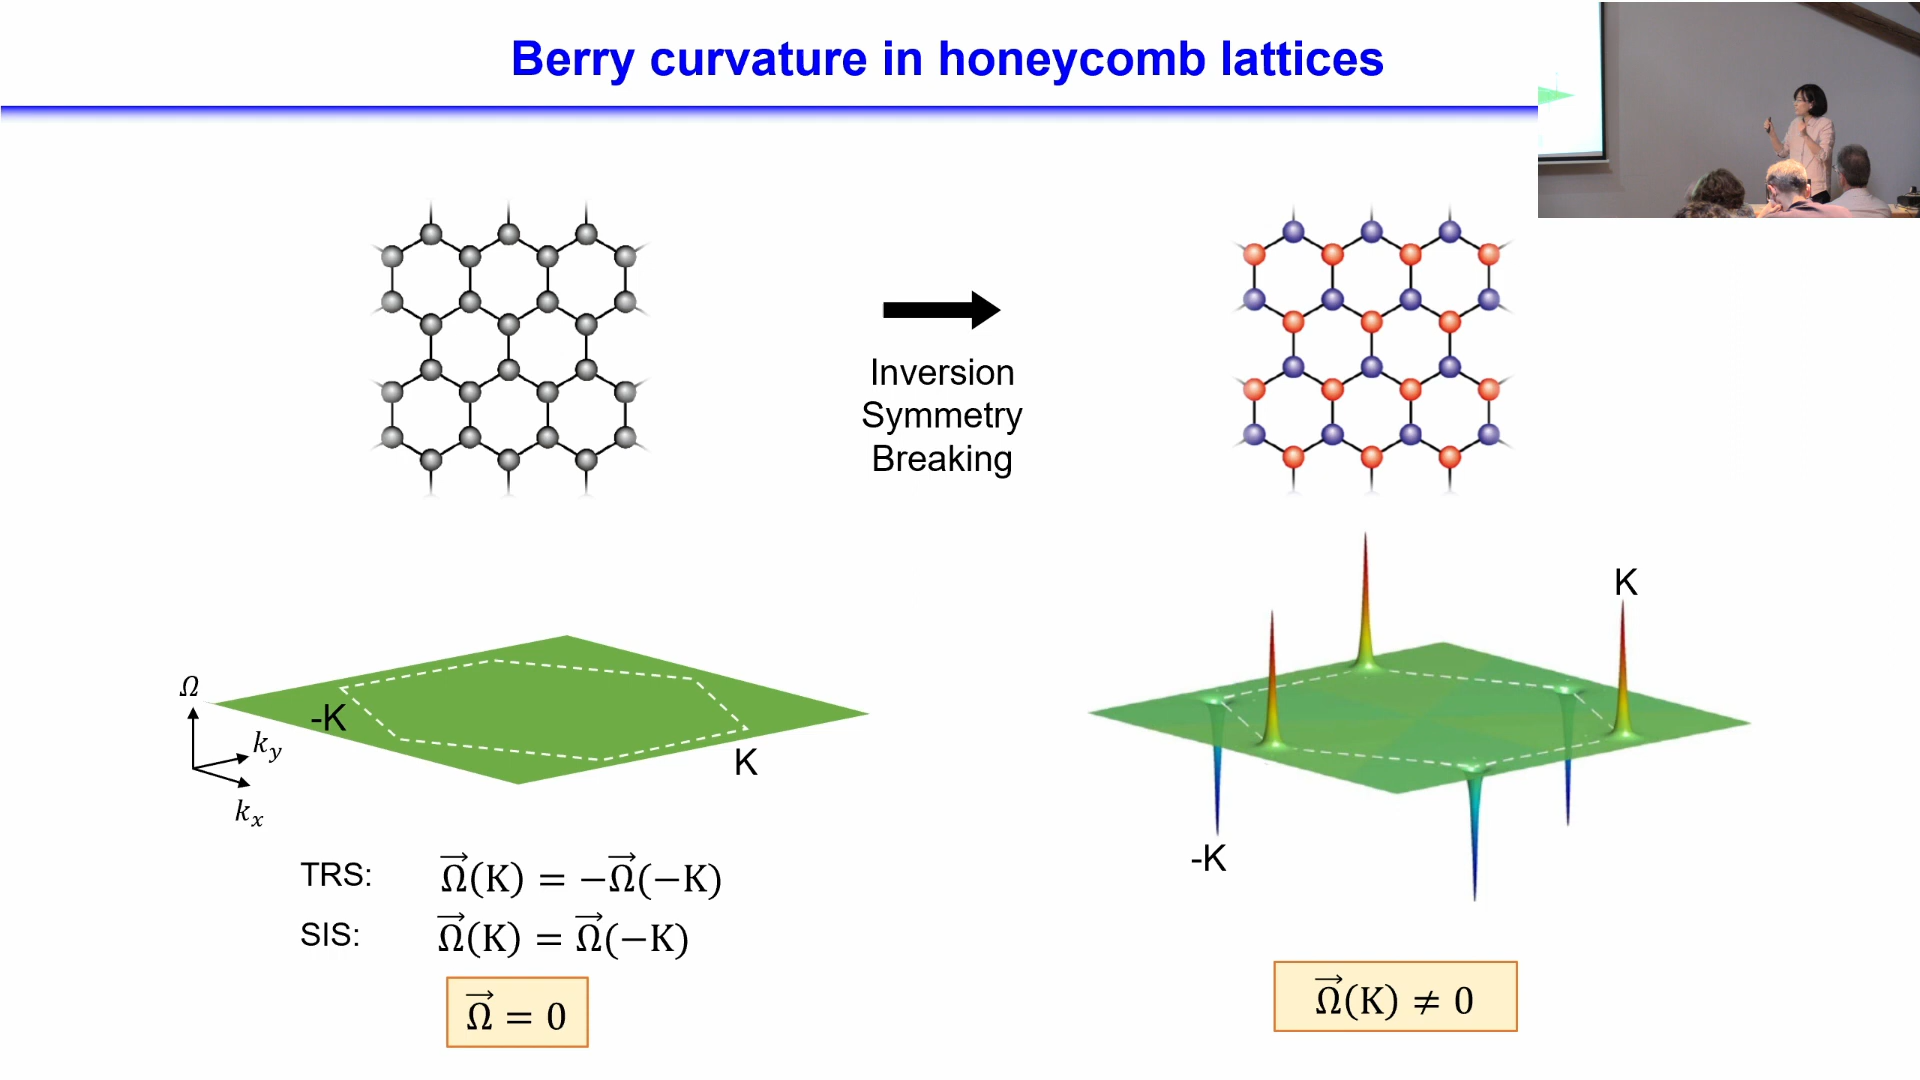 Berry curvature in honeycomb lattices
Inversion
Symmetry
Breaking
K
Ω
-K
k_y
K
k_x
-K
TRS: Ω⃗(K) = −Ω⃗(−K)
SIS: Ω⃗(K) = Ω⃗(−K)
Ω⃗ = 0
Ω⃗(K) ≠ 0